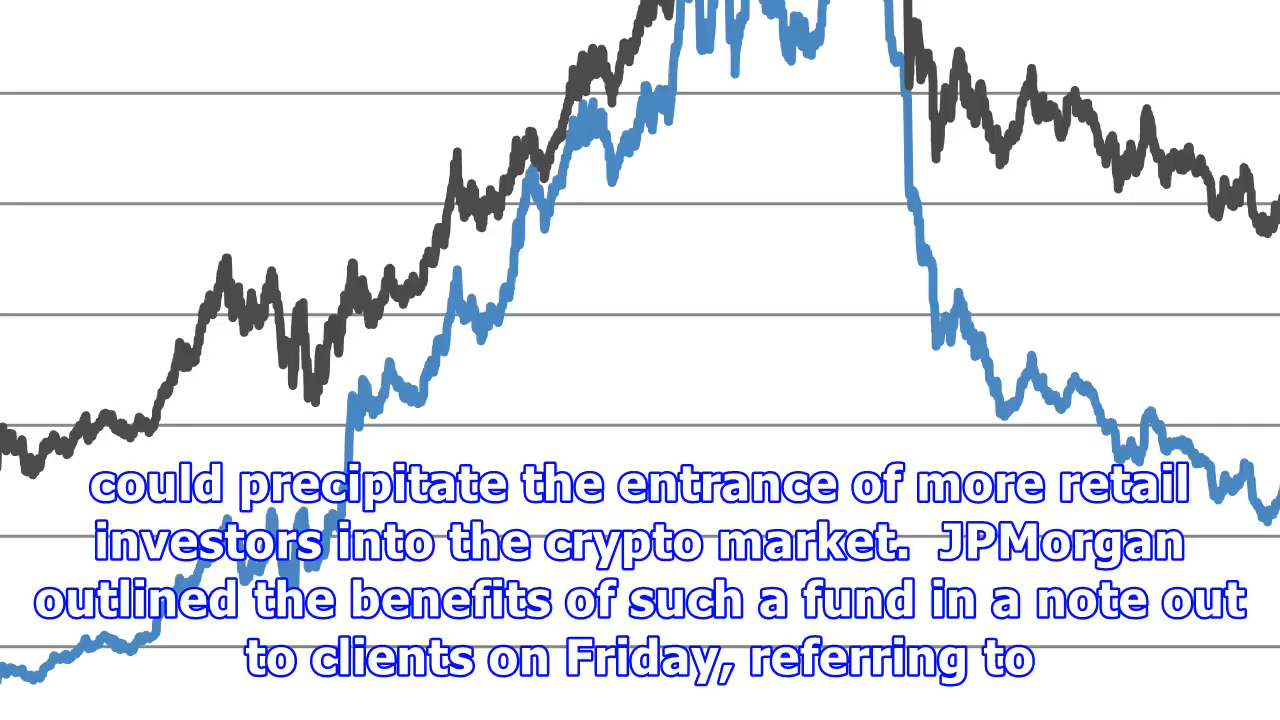 could precipitate the entrance of more retail
investors into the crypto market.  JPMorgan
outlined the benefits of such a fund in a note out
to clients on Friday, referring to